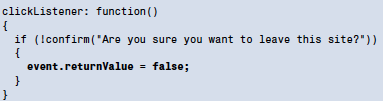 clickListener: function()
{
  if (!confirm("Are you sure you want to leave this site?"))
  {
    event.returnValue = false;
  }
}